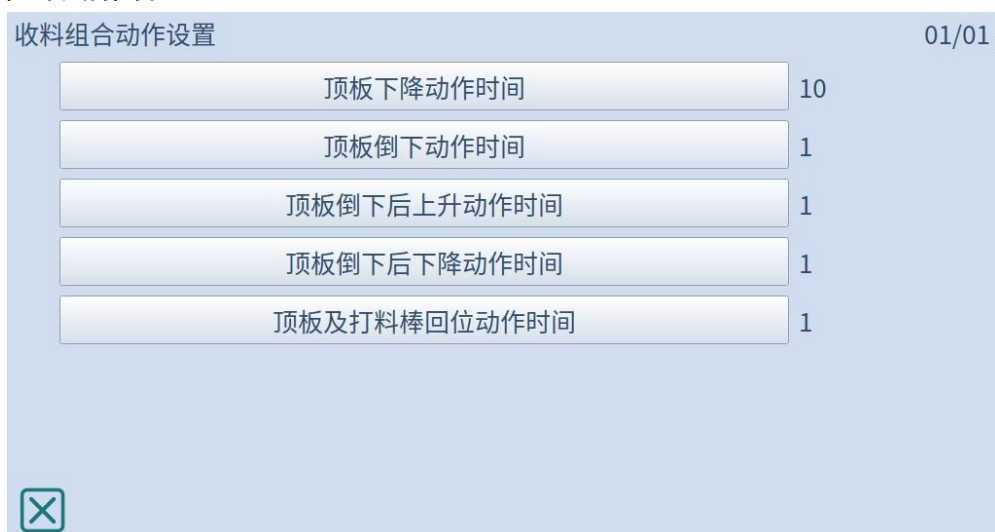 收料组合动作设置 01/01
顶板下降动作时间 10
顶板倒下动作时间 1
顶板倒下后上升动作时间 1
顶板倒下后下降动作时间 1
顶板及打料棒回位动作时间 1